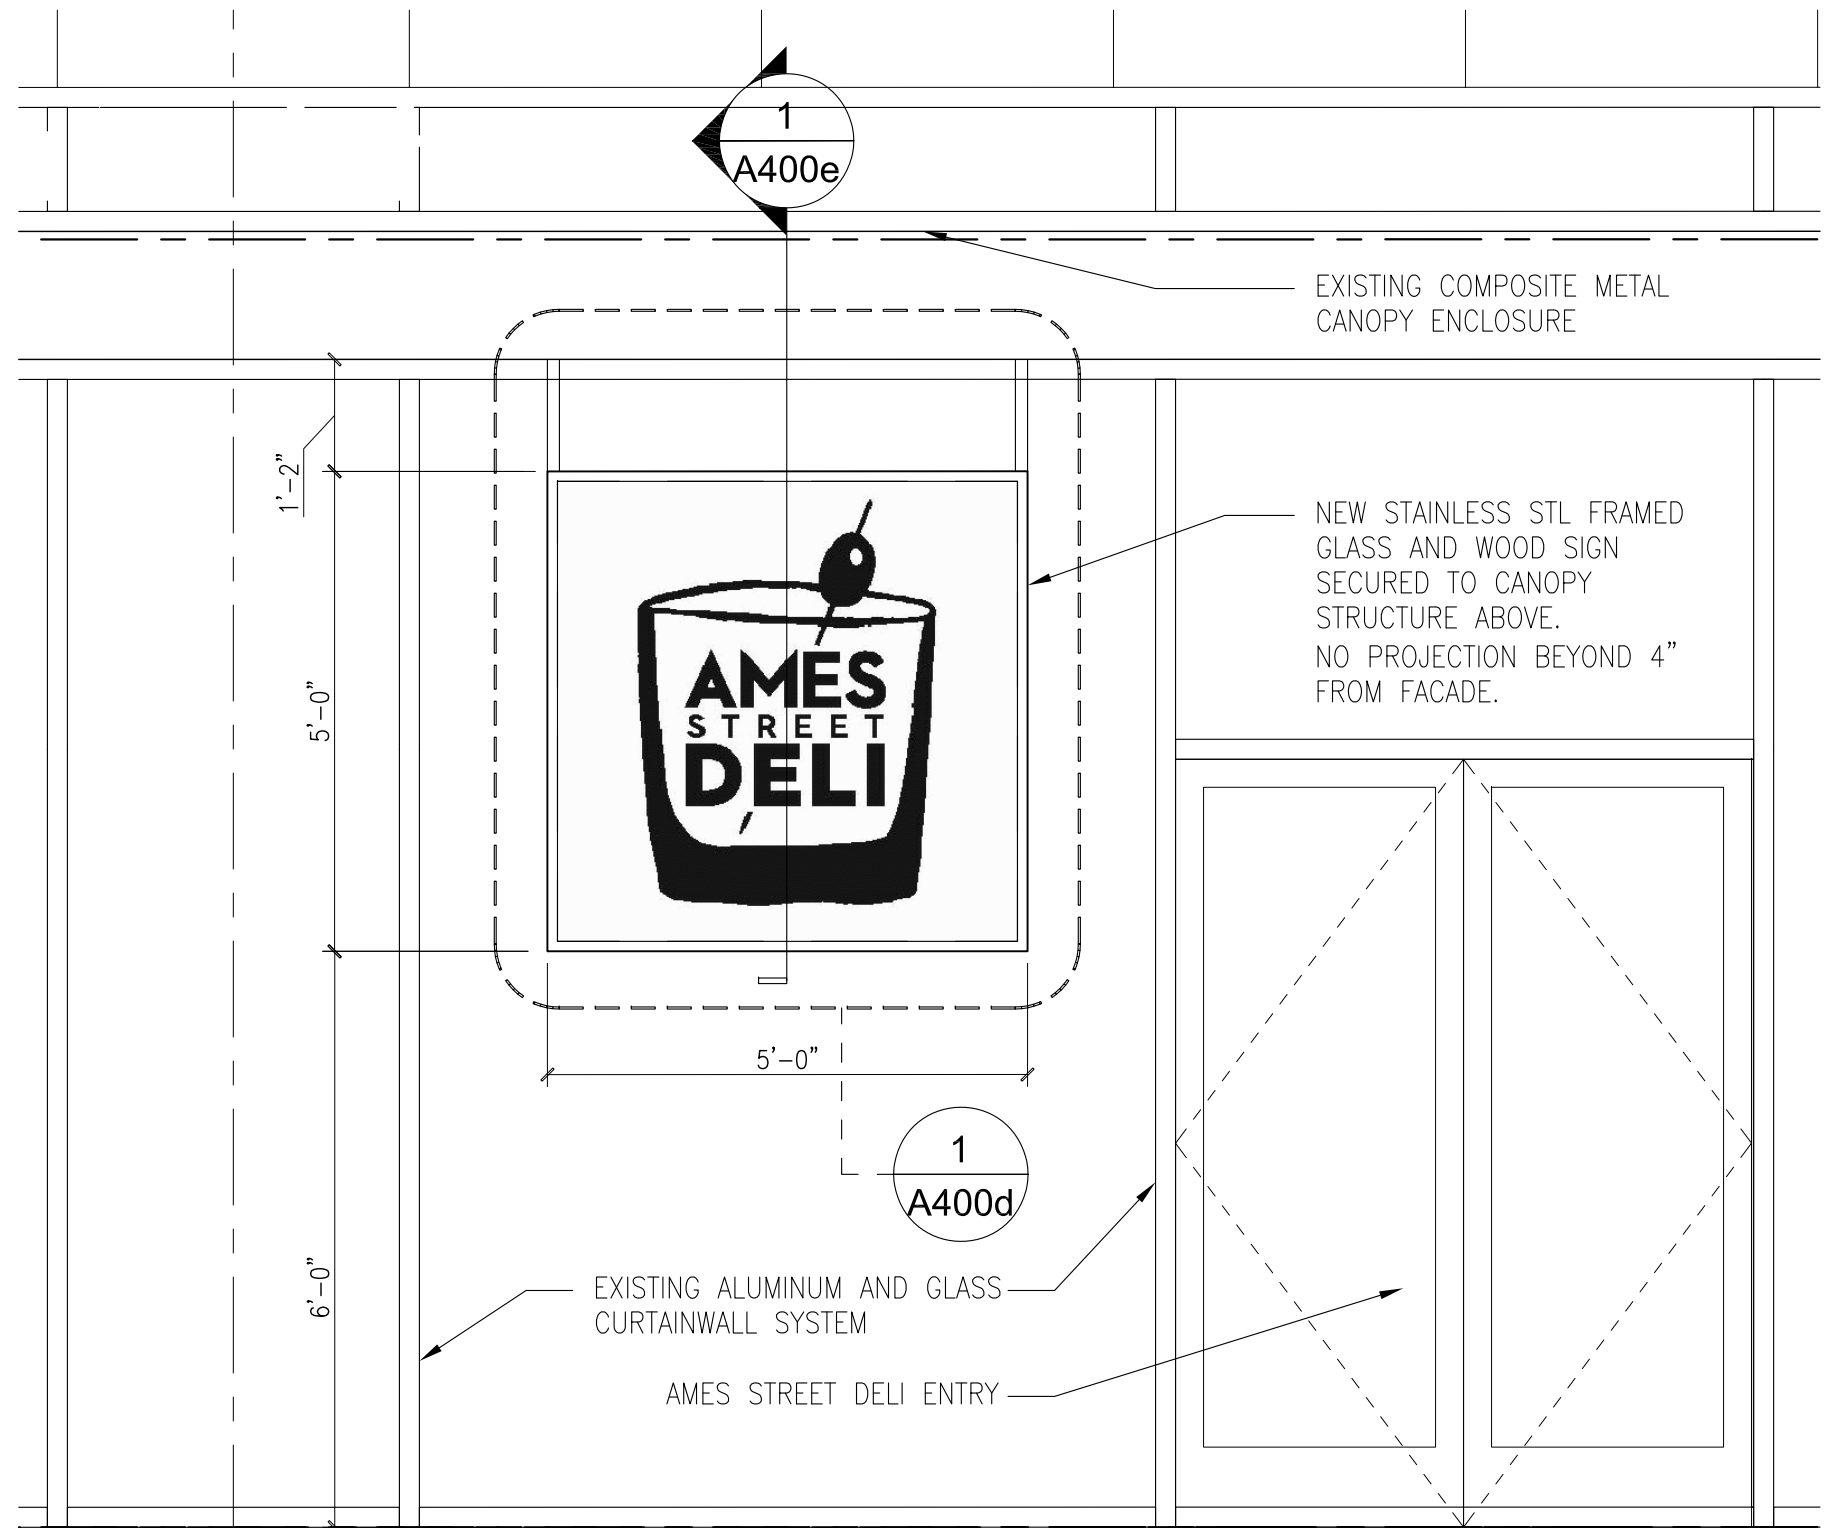 1
A400e
EXISTING COMPOSITE METAL
CANOPY ENCLOSURE
1'-2"
NEW STAINLESS STL FRAMED
GLASS AND WOOD SIGN
SECURED TO CANOPY
STRUCTURE ABOVE.
NO PROJECTION BEYOND 4"
FROM FACADE.
AMES
STREET
DELI
5'-0"
5'-0"
1
A400d
6'-0"
EXISTING ALUMINUM AND GLASS
CURTAINWALL SYSTEM
AMES STREET DELI ENTRY